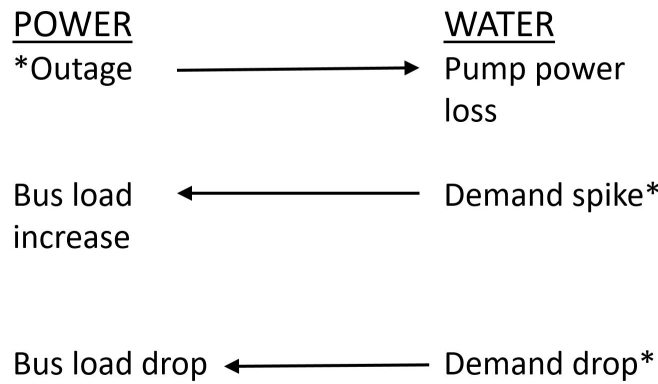 POWER WATER
*Outage Pump power
loss
Bus load Demand spike*
increase
Bus load drop Demand drop*